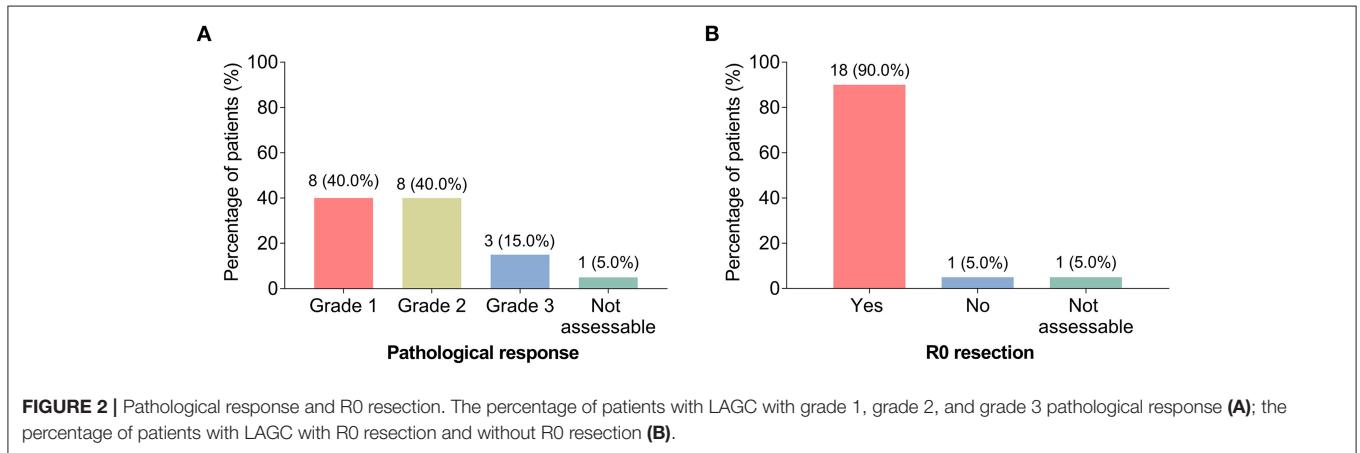 A
Percentage of patients (%)
100
80
60
40
20
0
8 (40.0%)
8 (40.0%)
3 (15.0%)
1 (5.0%)
Grade 1
Grade 2
Grade 3
Not
assessable
Pathological response
B
Percentage of patients (%)
100
80
60
40
20
0
18 (90.0%)
1 (5.0%)
1 (5.0%)
Yes
No
Not
assessable
R0 resection
FIGURE 2 | Pathological response and R0 resection. The percentage of patients with LAGC with grade 1, grade 2, and grade 3 pathological response (A); the
percentage of patients with LAGC with R0 resection and without R0 resection (B).